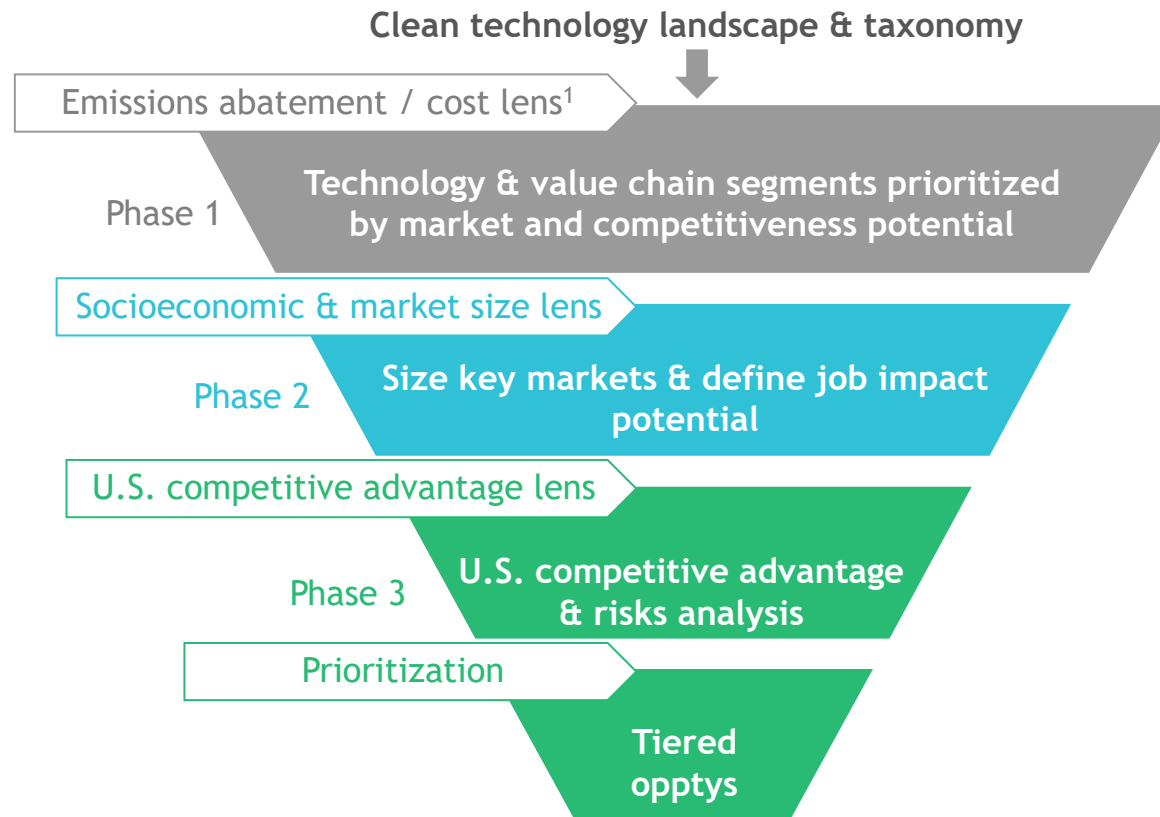 Clean technology landscape & taxonomy
Emissions abatement / cost lens¹
Technology & value chain segments prioritized
by market and competitiveness potential
Phase 1
Socioeconomic & market size lens
Size key markets & define job impact
potential
Phase 2
U.S. competitive advantage lens
U.S. competitive advantage
& risks analysis
Phase 3
Prioritization
Tiered
opptys